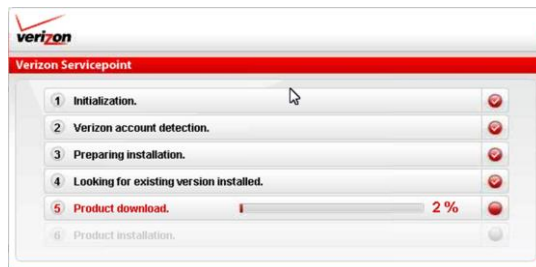 verizon
Verizon Servicepoint
1 Initialization.
2 Verizon account detection.
3 Preparing installation.
4 Looking for existing version installed.
5 Product download. 2 %
6 Product installation.